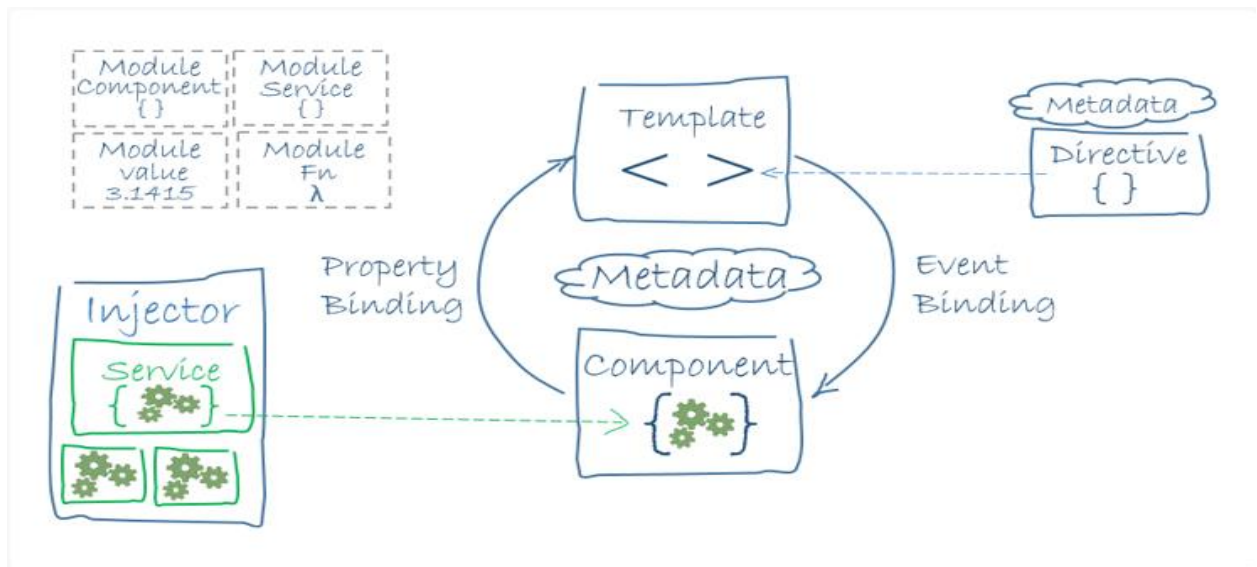 Module
Component
{ }
Module
Service
{ }
Module
value
3.1415
Module
Fn
λ
Template
< >
Metadata
Directive
{ }
Property
Binding
Metadata
Event
Binding
Injector
Service
{ }
Component
{ }